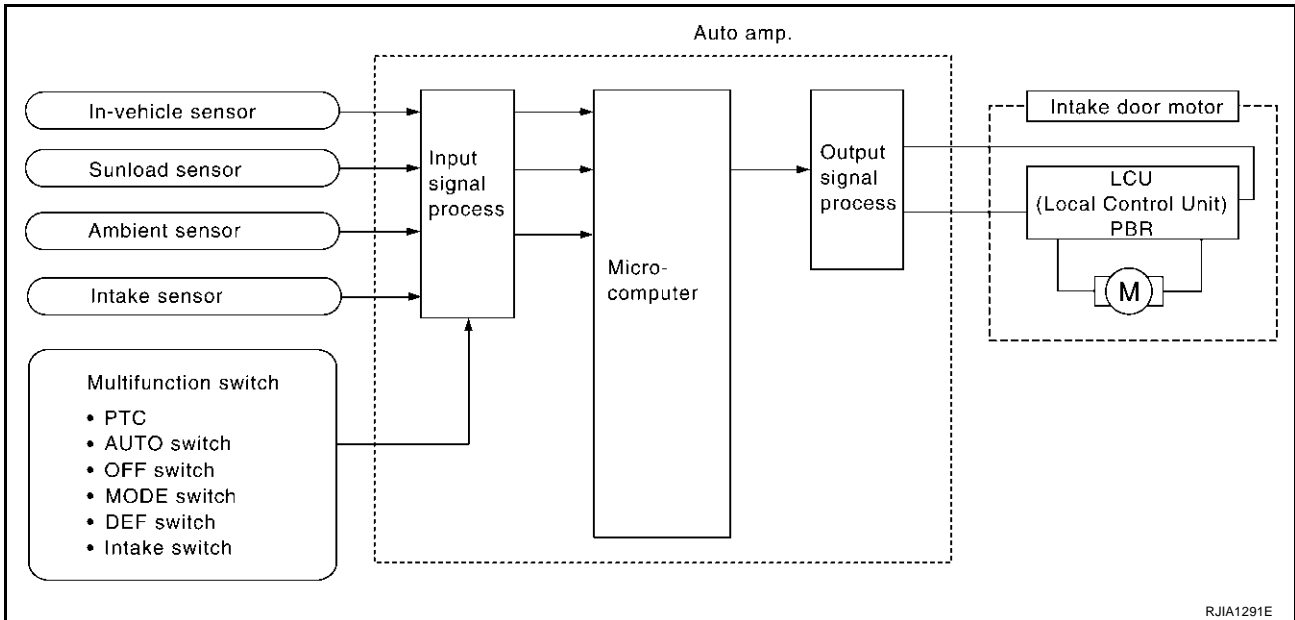 Auto amp.
In-vehicle sensor
Sunload sensor
Ambient sensor
Intake sensor
Multifunction switch
• PTC
• AUTO switch
• OFF switch
• MODE switch
• DEF switch
• Intake switch
Input
signal
process
Micro-
computer
Output
signal
process
Intake door motor
LCU
(Local Control Unit)
PBR
M
RJIA1291E